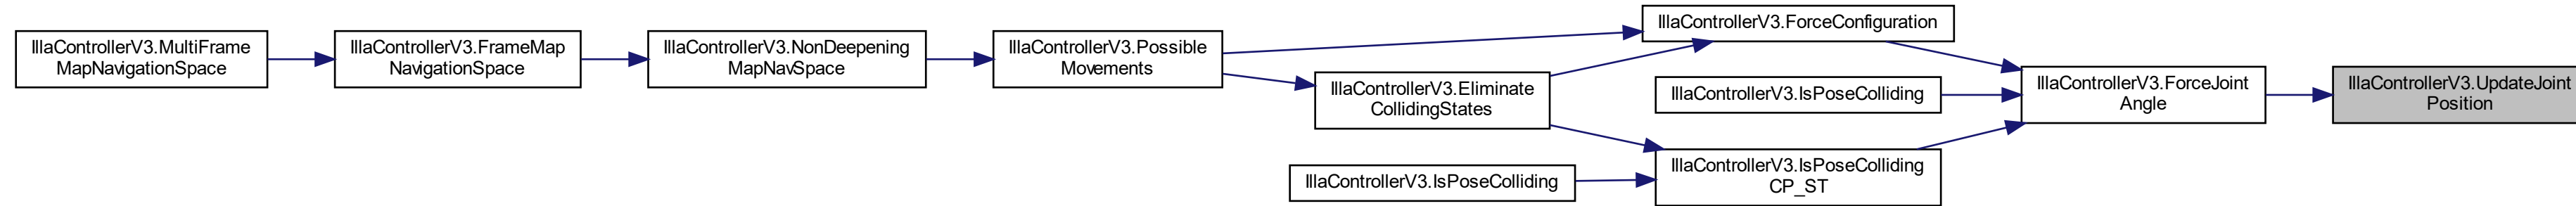 IllaControllerV3.MultiFrame
MapNavigationSpace
IllaControllerV3.FrameMap
NavigationSpace
IllaControllerV3.NonDeepening
MapNavSpace
IllaControllerV3.Possible
Movements
IllaControllerV3.Eliminate
CollidingStates
IllaControllerV3.IsPoseColliding
IllaControllerV3.ForceConfiguration
IllaControllerV3.IsPoseColliding
IllaControllerV3.IsPoseColliding
CP_ST
IllaControllerV3.ForceJoint
Angle
IllaControllerV3.UpdateJoint
Position